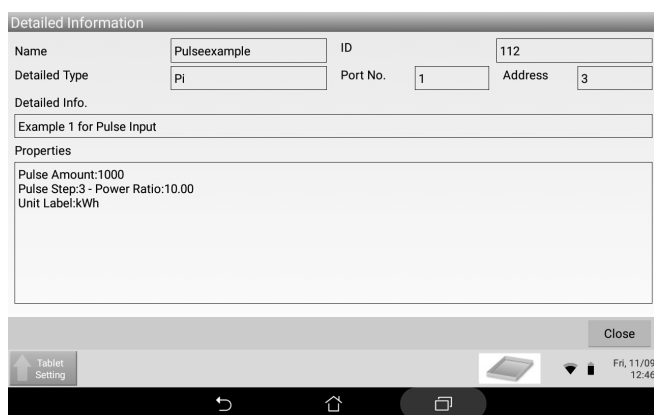 Detailed Information
Name Pulseexample ID 112
Detailed Type Pi Port No. 1 Address 3
Detailed Info.
Example 1 for Pulse Input
Properties
Pulse Amount:1000
Pulse Step:3 - Power Ratio:10.00
Unit Label:kWh
Close
Tablet
Setting
Fri, 11/09
12:46